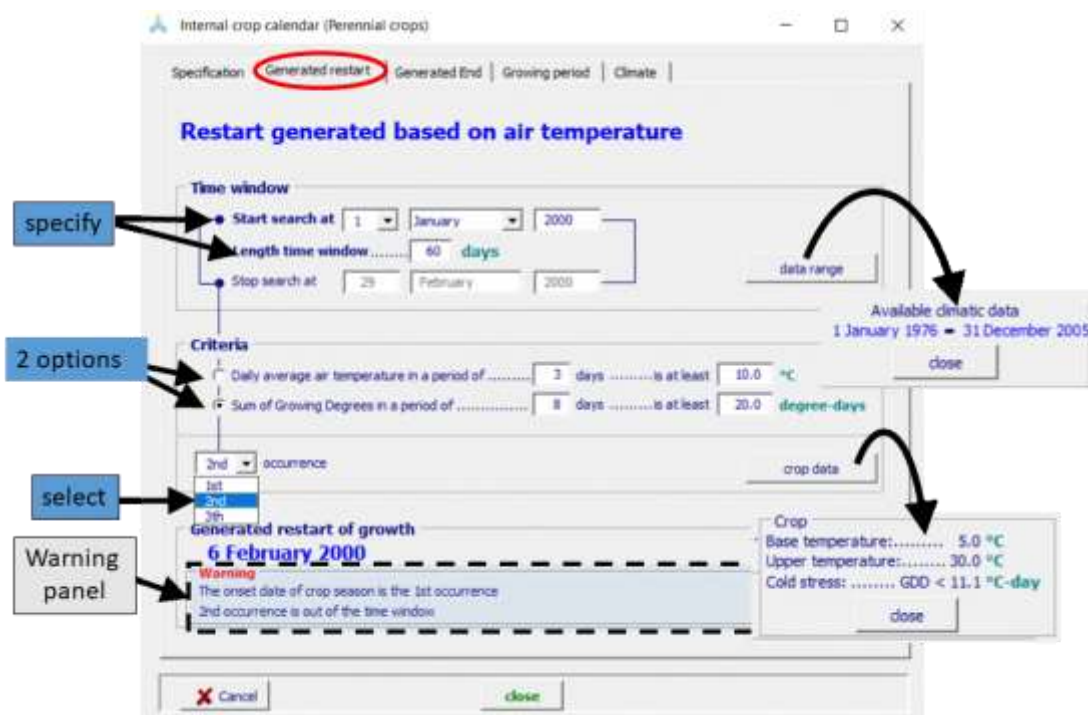 Internal crop calendar (Perennial crops)
Specification Generated restart Generated End Growing period Climate
Restart generated based on air temperature
Time window
specify
Start search at 1 January 2000
Length time window....... 60 days
Stop search at 29 February 2000
data range
Available climatic data
1 January 1976 - 31 December 2005
close
2 options
Criteria
Daily average air temperature in a period of .......... 3 days .........is at least 10.0 °C
Sum of Growing Degrees in a period of ............... 8 days .........is at least 20.0 degree-days
2nd occurrence
crop data
1st
2nd
3th
select
Generated restart of growth
6 February 2000
Warning panel
Warning
The onset date of crop season is the 1st occurrence
2nd occurrence is out of the time window
Crop
Base temperature:......... 5.0 °C
Upper temperature:........ 30.0 °C
Cold stress: ........ GDD < 11.1 °C-day
close
Cancel close